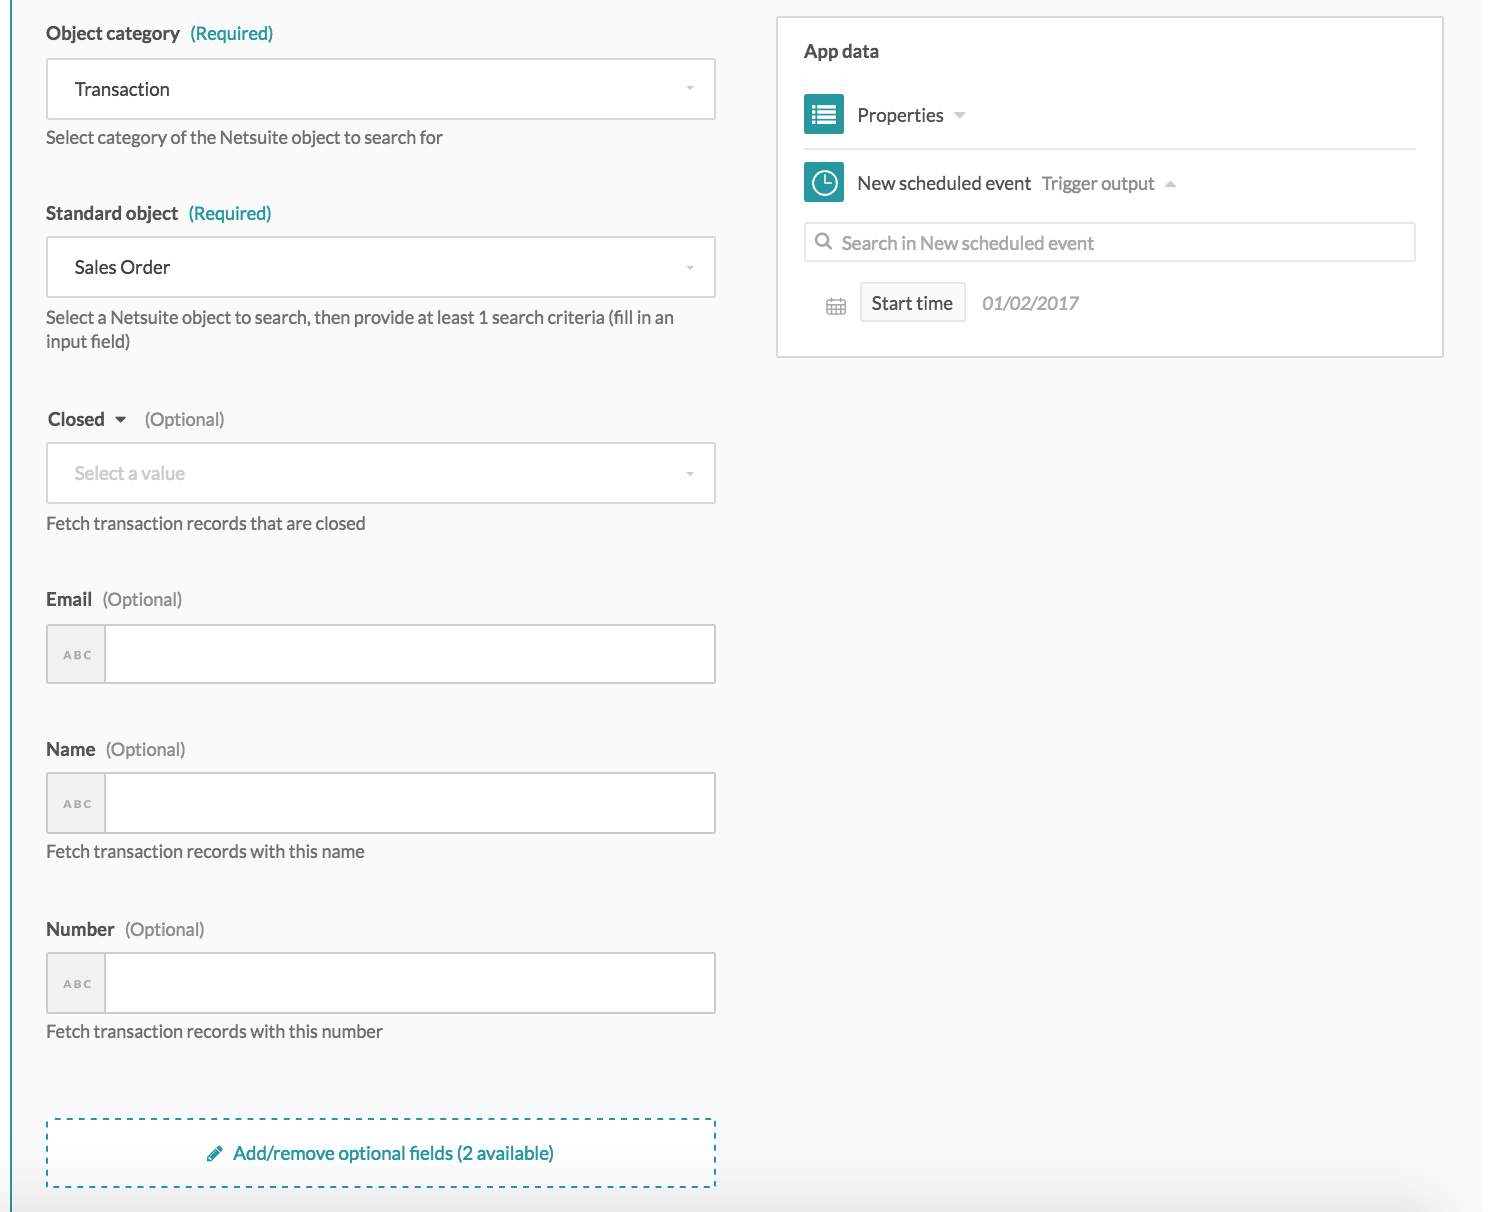 Object category (Required)
Transaction
Select category of the Netsuite object to search for
Standard object (Required)
Sales Order
Select a Netsuite object to search, then provide at least 1 search criteria (fill in an
input field)
Closed (Optional)
Select a value
Fetch transaction records that are closed
Email (Optional)
ABC
Name (Optional)
ABC
Fetch transaction records with this name
Number (Optional)
ABC
Fetch transaction records with this number
Add/remove optional fields (2 available)
App data
Properties
New scheduled event Trigger output
Search in New scheduled event
Start time 01/02/2017